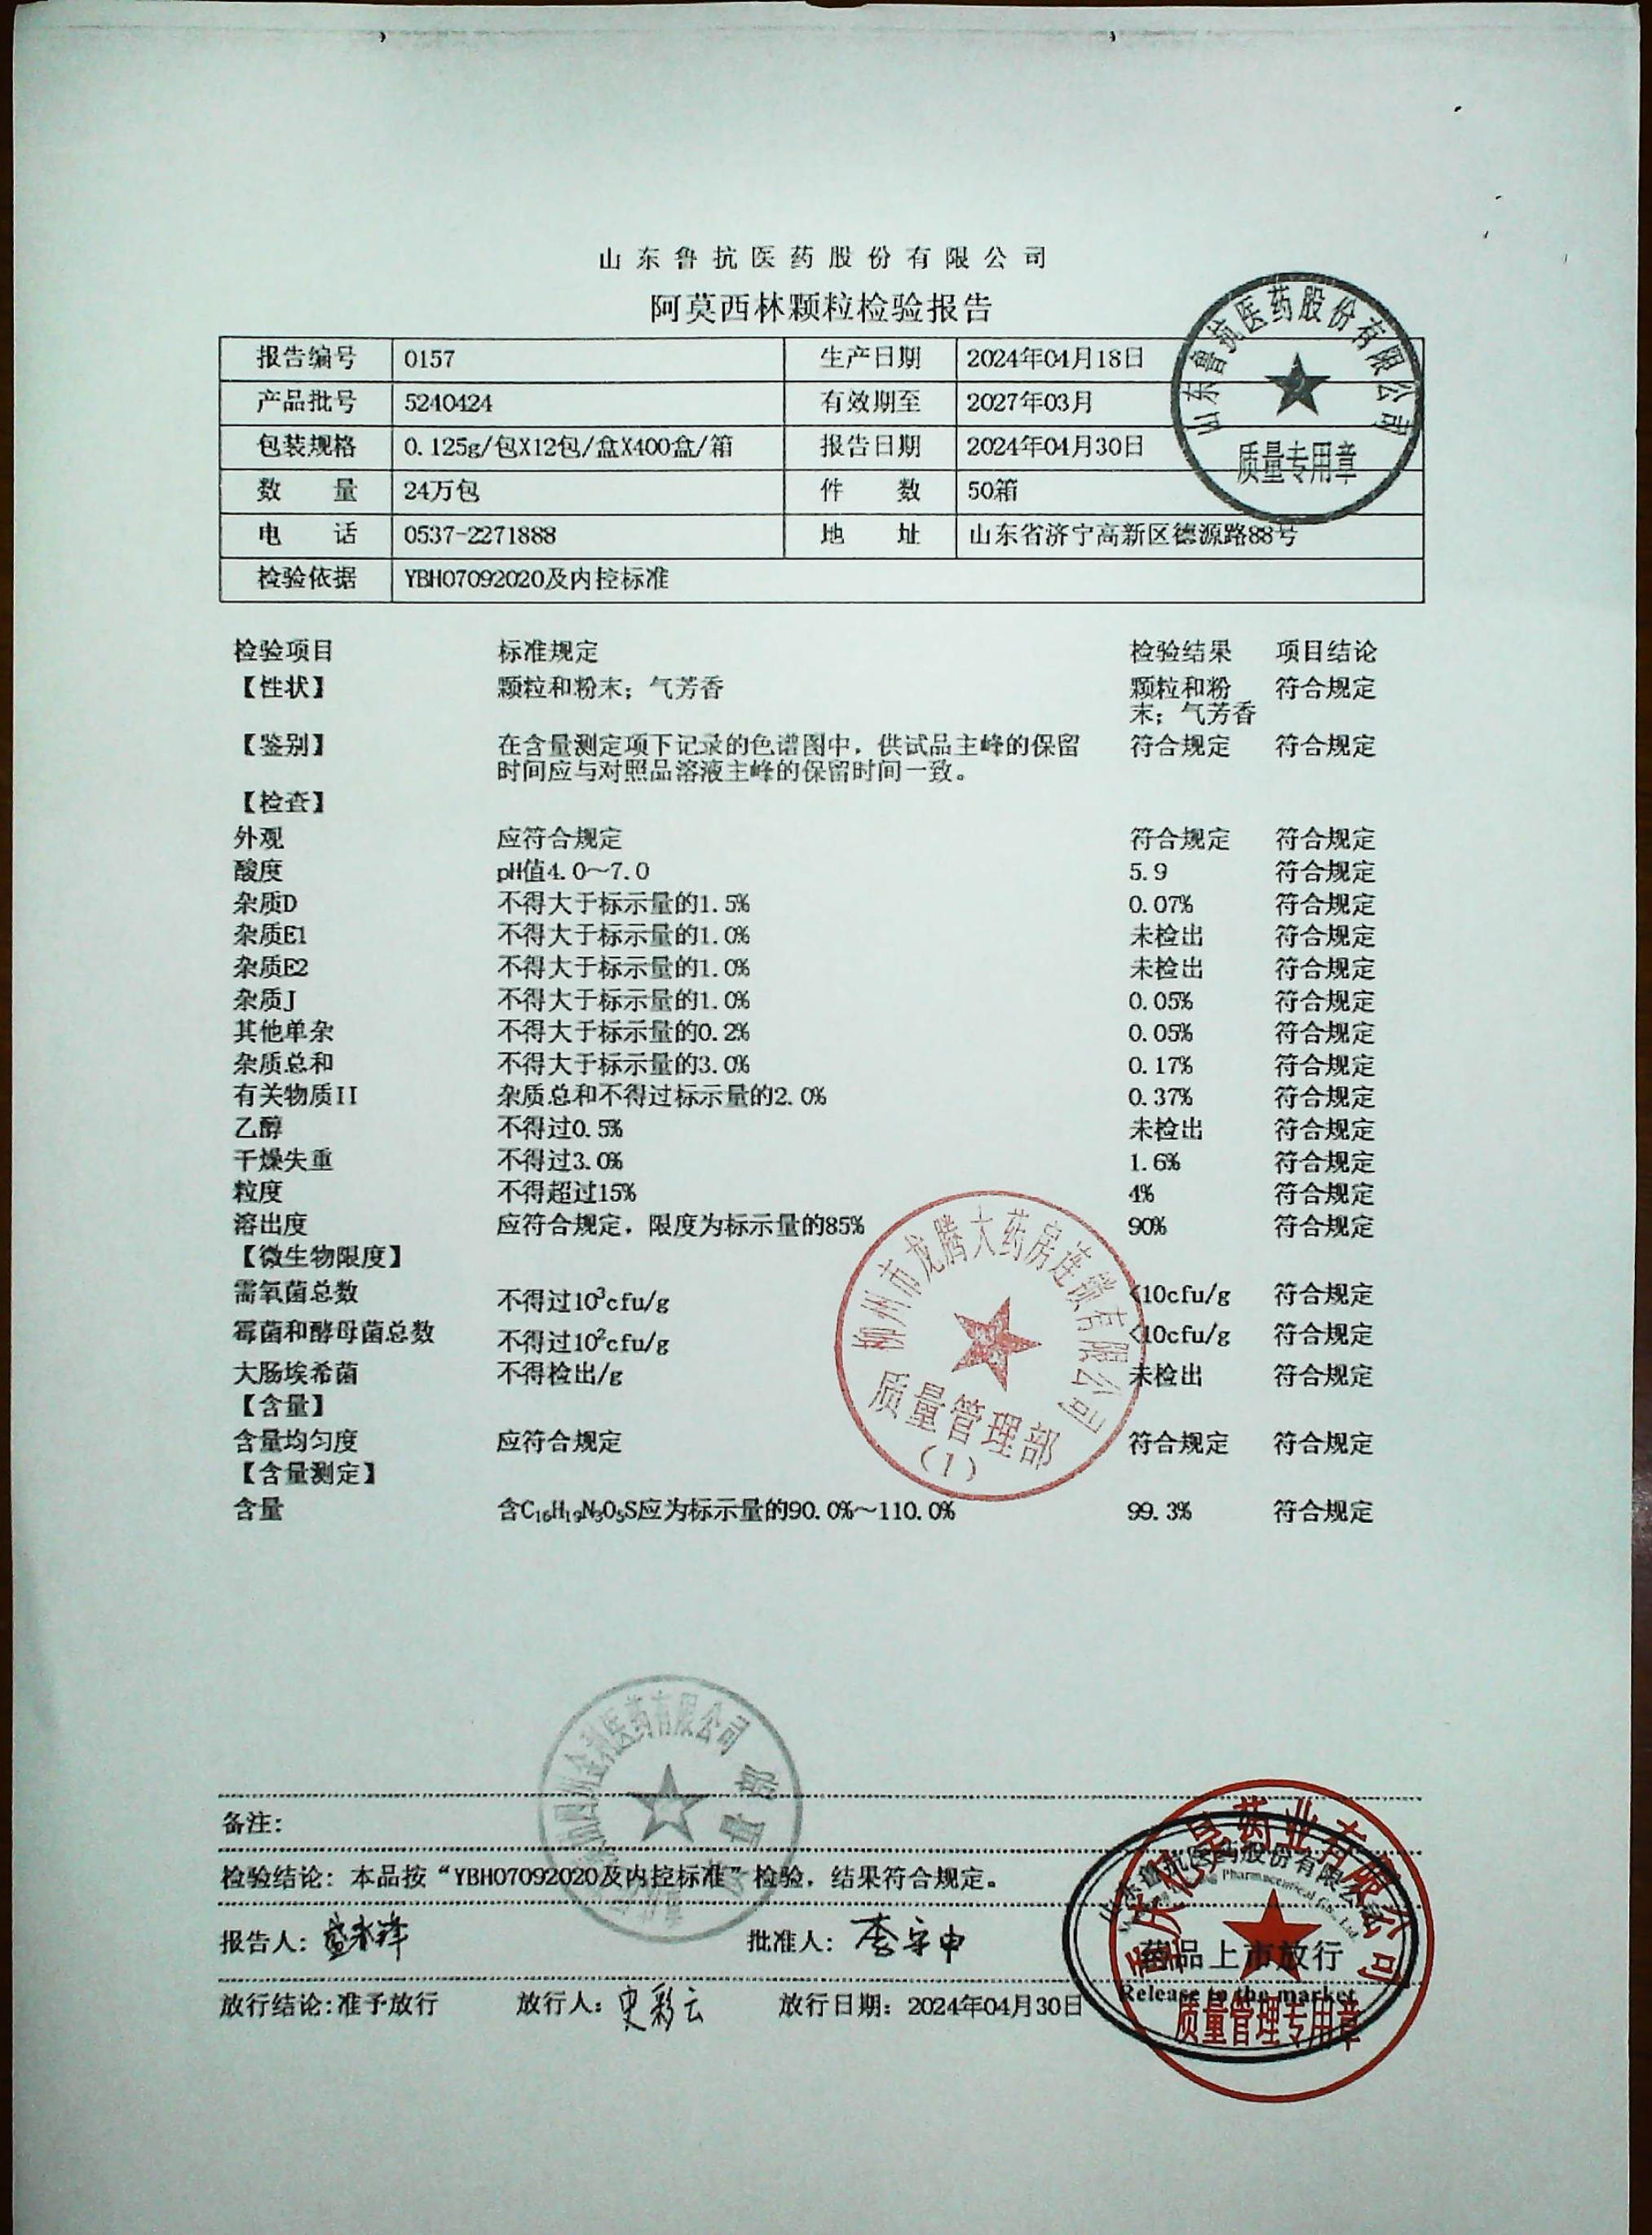 山东鲁抗医药股份有限公司
阿莫西林颗粒检验报告
报告编号 0157 生产日期 2024年04月18日
产品批号 5240424 有效期至 2027年03月
包装规格 0.125g/包X12包/盒X400盒/箱 报告日期 2024年04月30日
数 量 24万包 件 数 50箱
电 话 0537-2271888 地 址 山东省济宁高新区德源路88号
检验依据 YBH07092020及内控标准
山东鲁抗医药股份有限公司
质量专用章
检验项目 标准规定 检验结果 项目结论
【性状】 颗粒和粉末；气芳香 颗粒和粉 符合规定
末；气芳香
【鉴别】 在含量测定项下记录的色谱图中，供试品主峰的保留 符合规定 符合规定
时间应与对照品溶液主峰的保留时间一致。
【检查】
外观 应符合规定 符合规定 符合规定
酸度 pH值4.0～7.0 5.9 符合规定
杂质D 不得大于标示量的1.5% 0.07% 符合规定
杂质E1 不得大于标示量的1.0% 未检出 符合规定
杂质E2 不得大于标示量的1.0% 未检出 符合规定
杂质J 不得大于标示量的1.0% 0.05% 符合规定
其他单杂 不得大于标示量的0.2% 0.05% 符合规定
杂质总和 不得大于标示量的3.0% 0.17% 符合规定
有关物质II 杂质总和不得过标示量的2.0% 0.37% 符合规定
乙醇 不得过0.5% 未检出 符合规定
干燥失重 不得过3.0% 1.6% 符合规定
粒度 不得超过15% 4% 符合规定
溶出度 应符合规定，限度为标示量的85% 90% 符合规定
【微生物限度】
需氧菌总数 不得过10³cfu/g <10cfu/g 符合规定
霉菌和酵母菌总数 不得过10²cfu/g <10cfu/g 符合规定
大肠埃希菌 不得检出/g 未检出 符合规定
【含量】
含量均匀度 应符合规定 符合规定 符合规定
【含量测定】
含量 含C₁₆H₁₉N₃O₅S应为标示量的90.0%～110.0% 99.3% 符合规定
柳州市龙腾大药房连锁有限公司
质量管理部
(1)
备注：
检验结论：本品按“YBH07092020及内控标准”检验，结果符合规定。
报告人： 批准人：李宇申
放行结论:准予放行 放行人：史彩云 放行日期：2024年04月30日
金利医药有限公司
山东鲁抗医药股份有限公司
Pharmaceutical Co., Ltd.
药品上市放行
Release to the market
药业有限公司
质量管理专用章